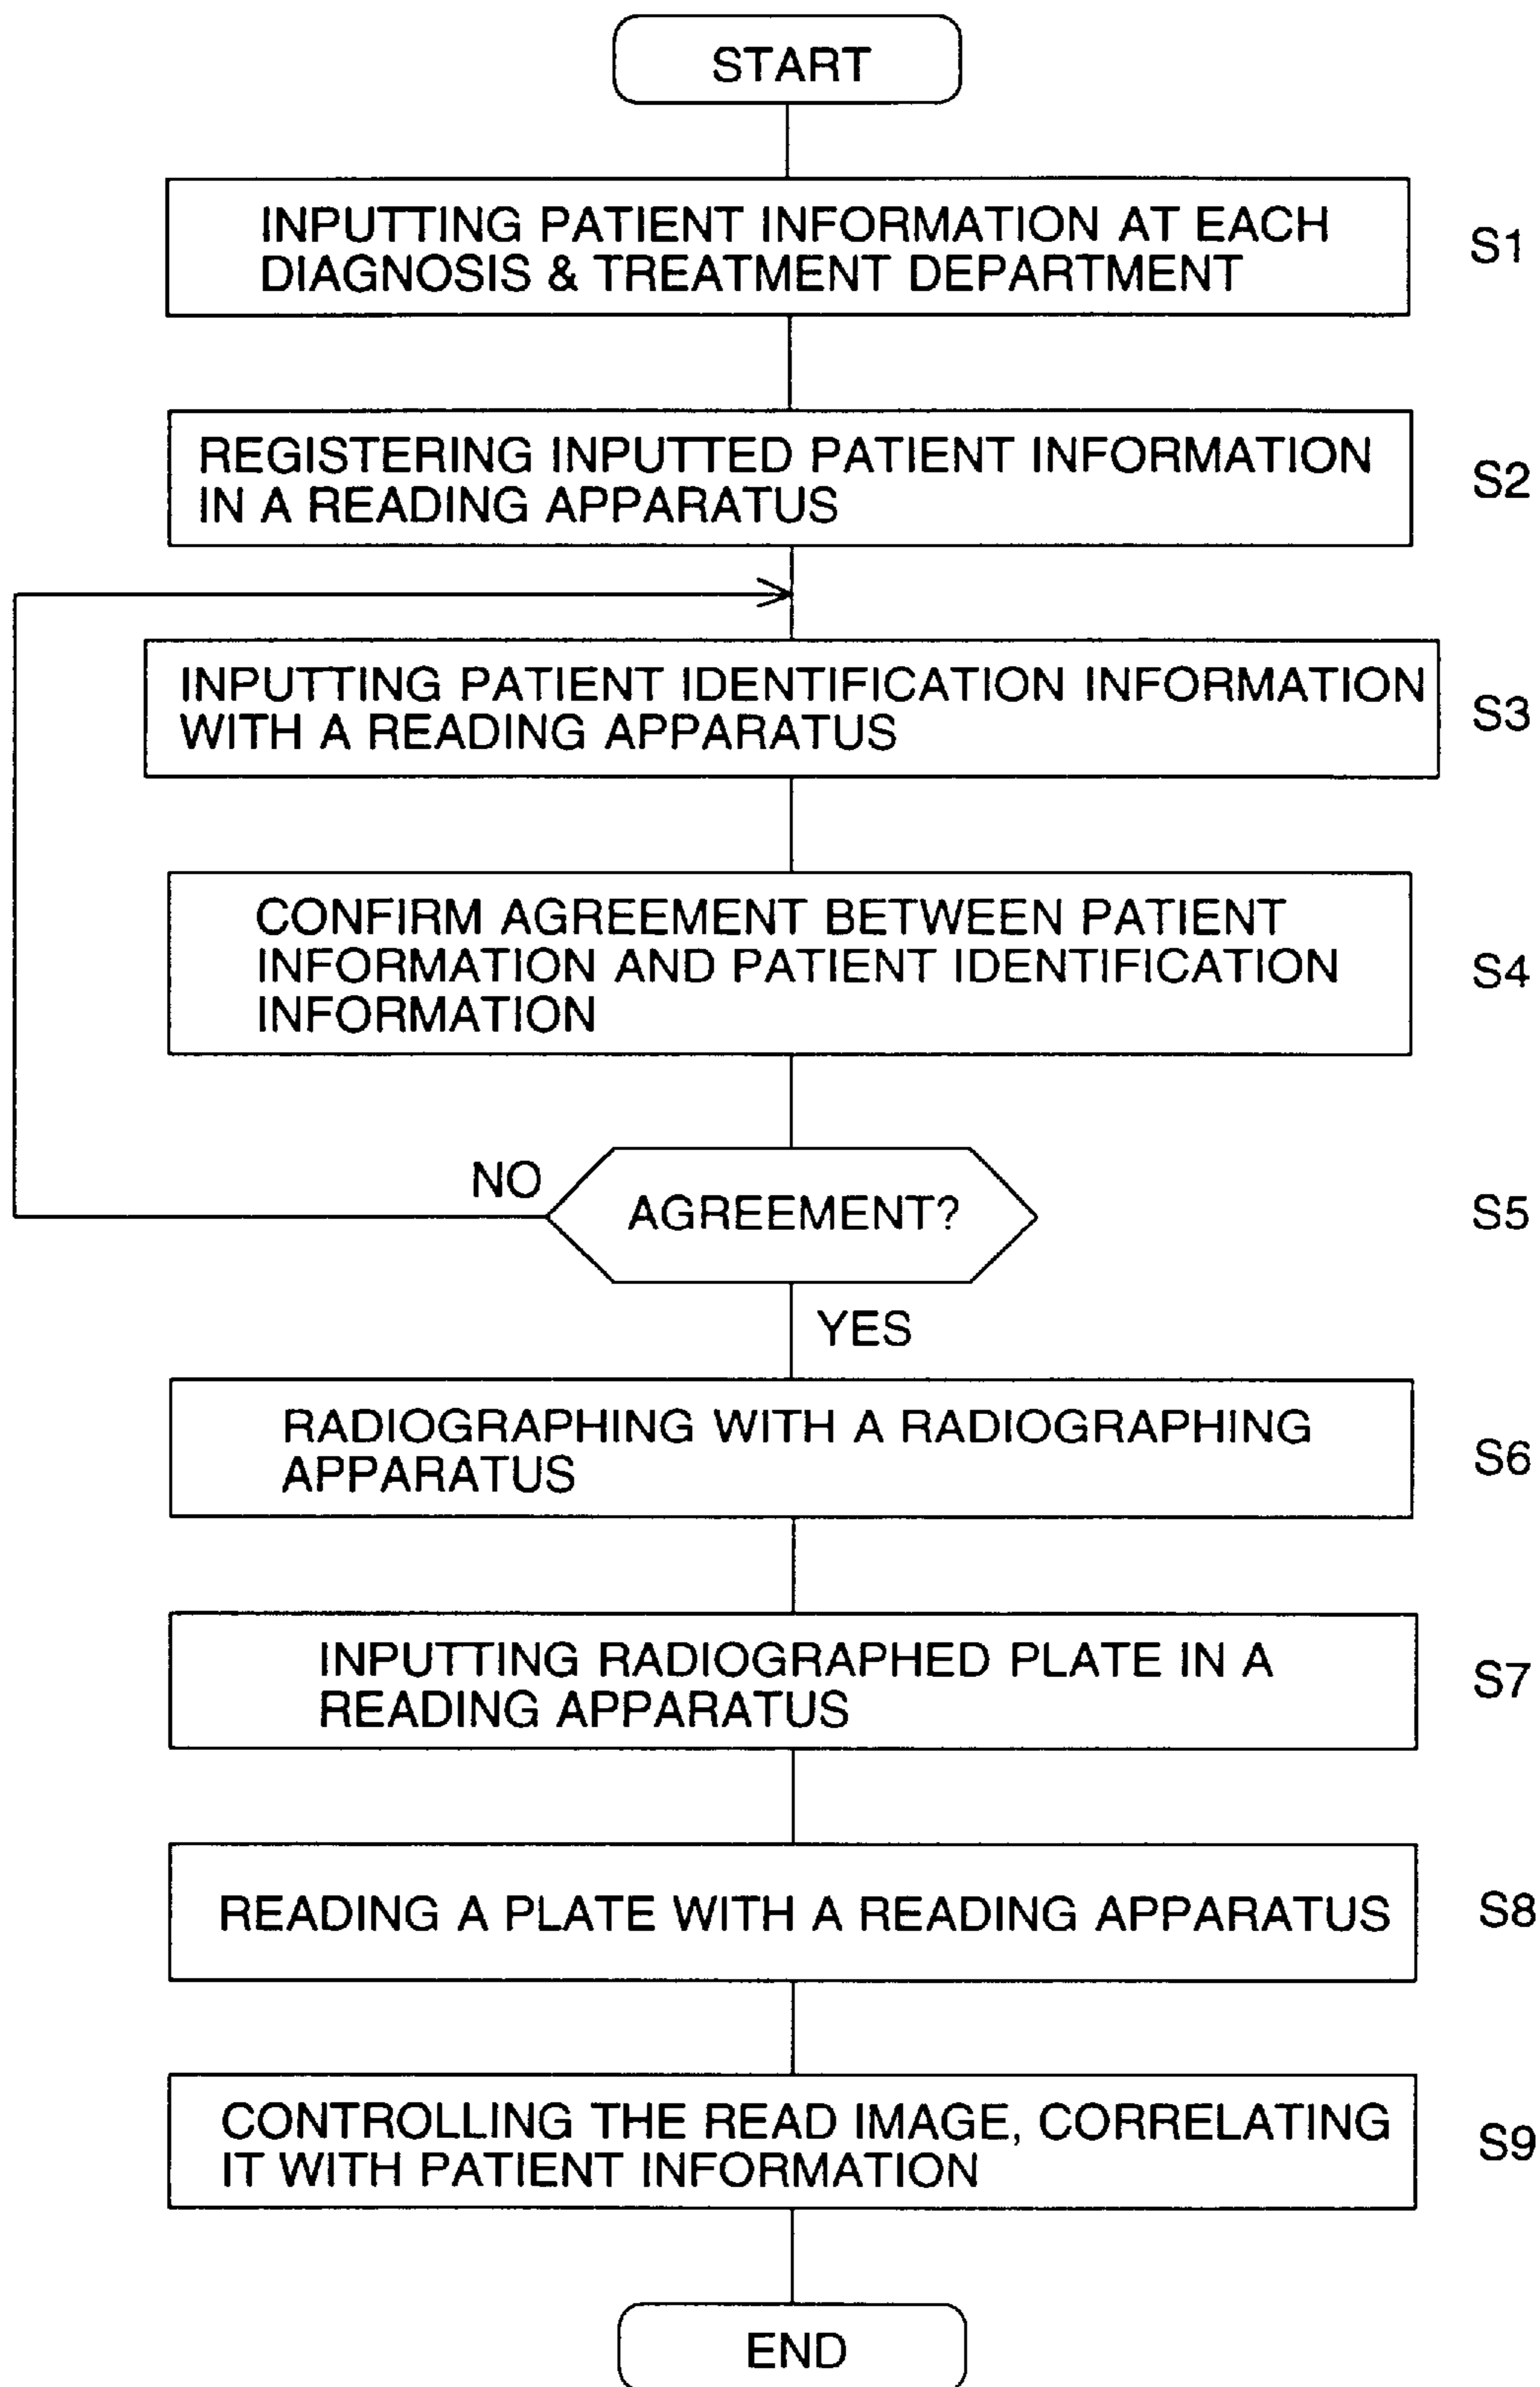 START
INPUTTING PATIENT INFORMATION AT EACH
DIAGNOSIS & TREATMENT DEPARTMENT
S1
REGISTERING INPUTTED PATIENT INFORMATION
IN A READING APPARATUS
S2
INPUTTING PATIENT IDENTIFICATION INFORMATION
WITH A READING APPARATUS
S3
CONFIRM AGREEMENT BETWEEN PATIENT
INFORMATION AND PATIENT IDENTIFICATION
INFORMATION
S4
NO
AGREEMENT?
S5
YES
RADIOGRAPHING WITH A RADIOGRAPHING
APPARATUS
S6
INPUTTING RADIOGRAPHED PLATE IN A
READING APPARATUS
S7
READING A PLATE WITH A READING APPARATUS
S8
CONTROLLING THE READ IMAGE, CORRELATING
IT WITH PATIENT INFORMATION
S9
END